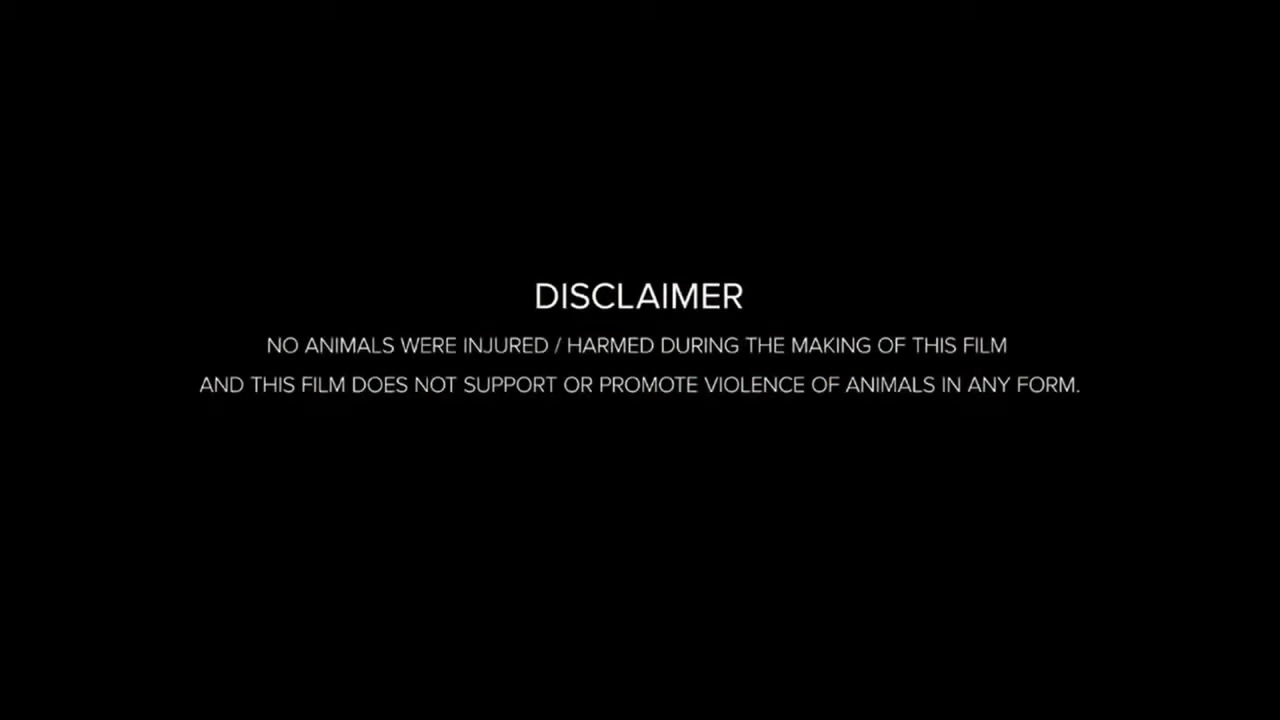 DISCLAIMER
NO ANIMALS WERE INJURED / HARMED DURING THE MAKING OF THIS FILM
AND THIS FILM DOES NOT SUPPORT OR PROMOTE VIOLENCE OF ANIMALS IN ANY FORM.